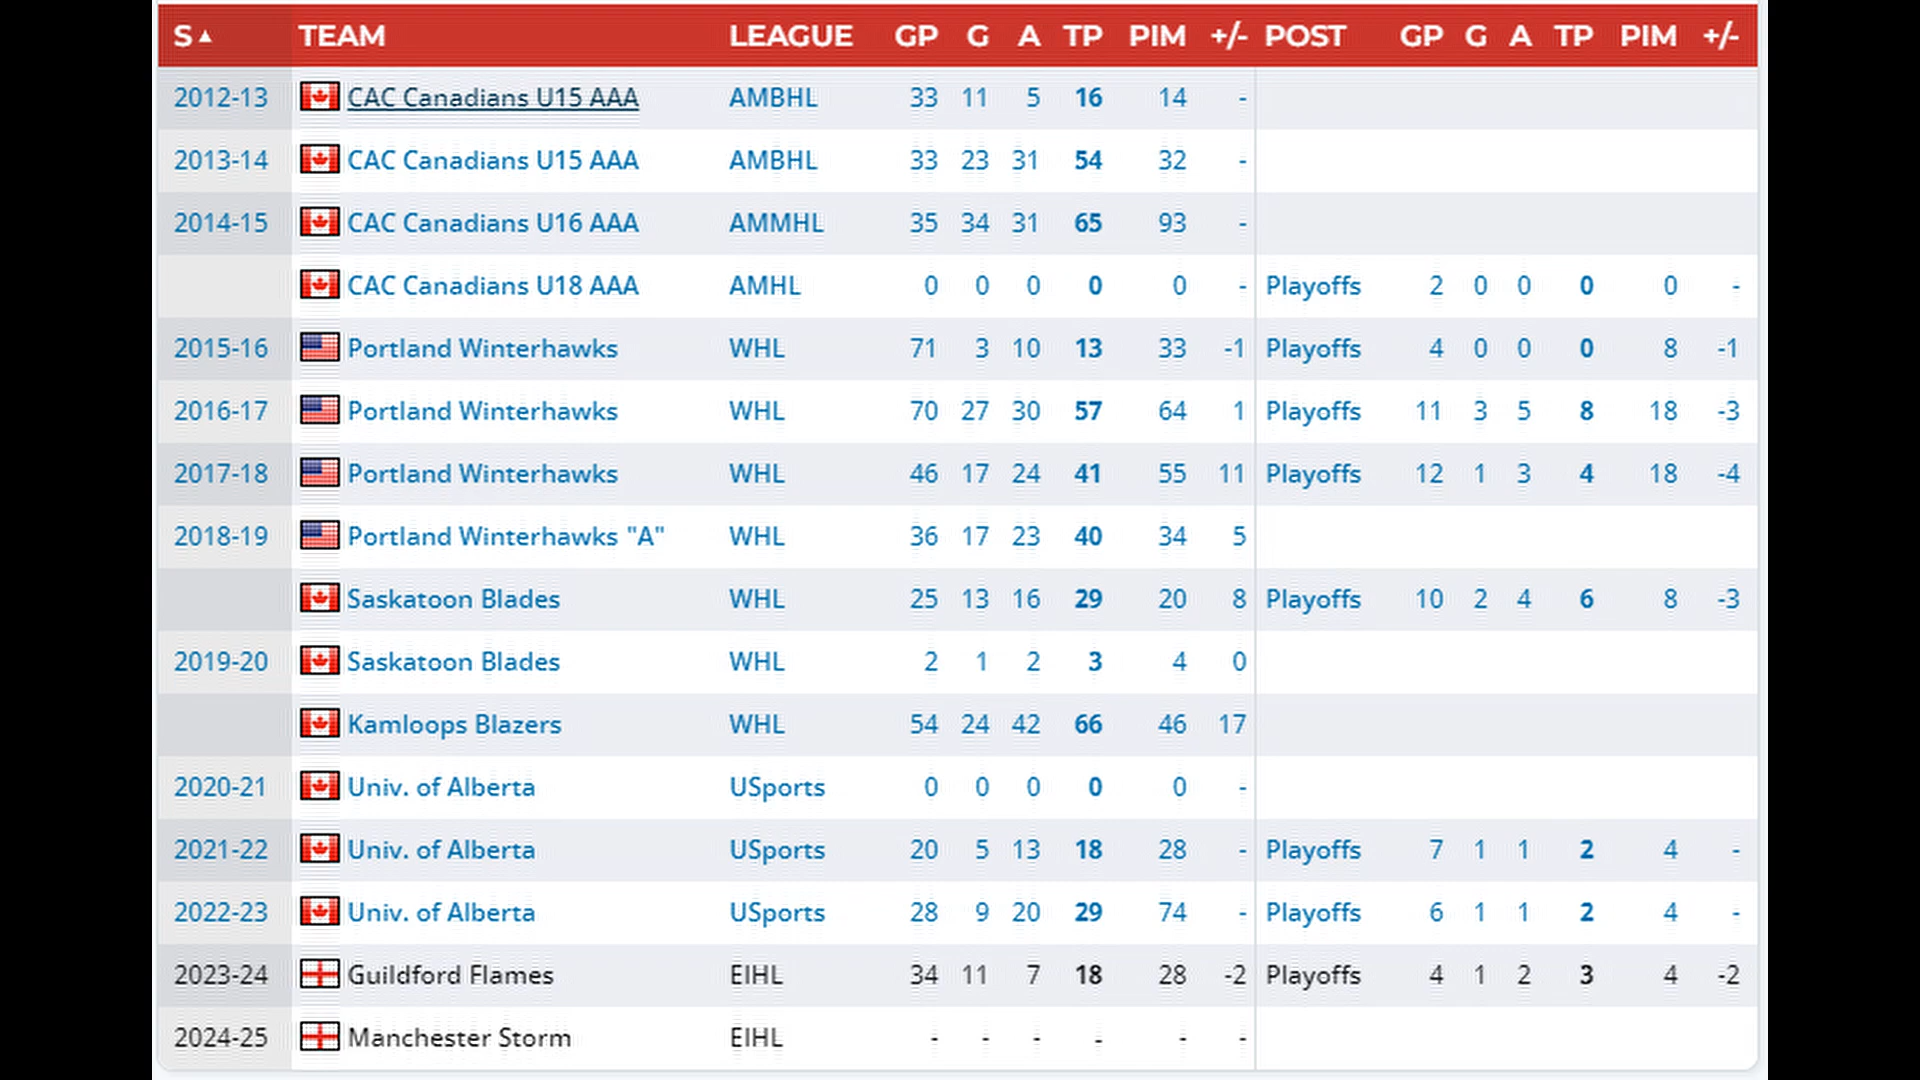 S▲ TEAM LEAGUE GP G A TP PIM +/- POST GP G A TP PIM +/-
2012-13 CAC Canadians U15 AAA AMBHL 33 11 5 16 14 -
2013-14 CAC Canadians U15 AAA AMBHL 33 23 31 54 32 -
2014-15 CAC Canadians U16 AAA AMMHL 35 34 31 65 93 -
CAC Canadians U18 AAA AMHL 0 0 0 0 0 - Playoffs 2 0 0 0 0 -
2015-16 Portland Winterhawks WHL 71 3 10 13 33 -1 Playoffs 4 0 0 0 8 -1
2016-17 Portland Winterhawks WHL 70 27 30 57 64 1 Playoffs 11 3 5 8 18 -3
2017-18 Portland Winterhawks WHL 46 17 24 41 55 11 Playoffs 12 1 3 4 18 -4
2018-19 Portland Winterhawks "A" WHL 36 17 23 40 34 5
Saskatoon Blades WHL 25 13 16 29 20 8 Playoffs 10 2 4 6 8 -3
2019-20 Saskatoon Blades WHL 2 1 2 3 4 0
Kamloops Blazers WHL 54 24 42 66 46 17
2020-21 Univ. of Alberta USports 0 0 0 0 0 -
2021-22 Univ. of Alberta USports 20 5 13 18 28 - Playoffs 7 1 1 2 4 -
2022-23 Univ. of Alberta USports 28 9 20 29 74 - Playoffs 6 1 1 2 4 -
2023-24 Guildford Flames EIHL 34 11 7 18 28 -2 Playoffs 4 1 2 3 4 -2
2024-25 Manchester Storm EIHL - - - - - -